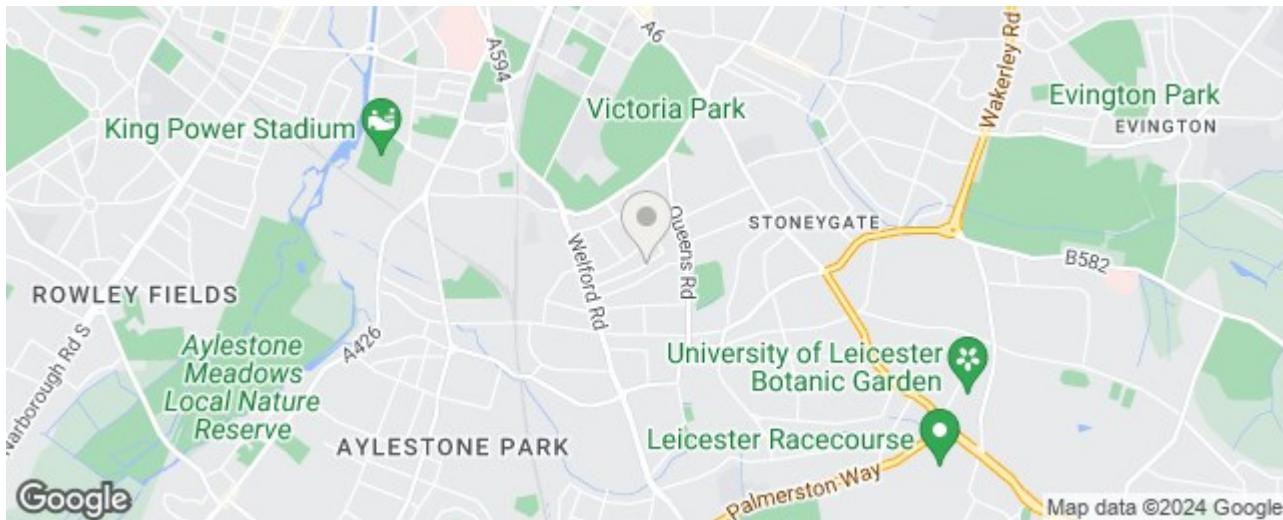 A6
A594
Wakerley Rd
Victoria Park
Evington Park
EVINGTON
King Power Stadium
STONEYGATE
Queens Rd
Welford Rd
B582
ROWLEY FIELDS
Narborough Rd S
A426
Aylestone
Meadows
Local Nature
Reserve
University of Leicester
Botanic Garden
AYLESTONE PARK
Leicester Racecourse
Palmerston Way
Google
Map data ©2024 Google